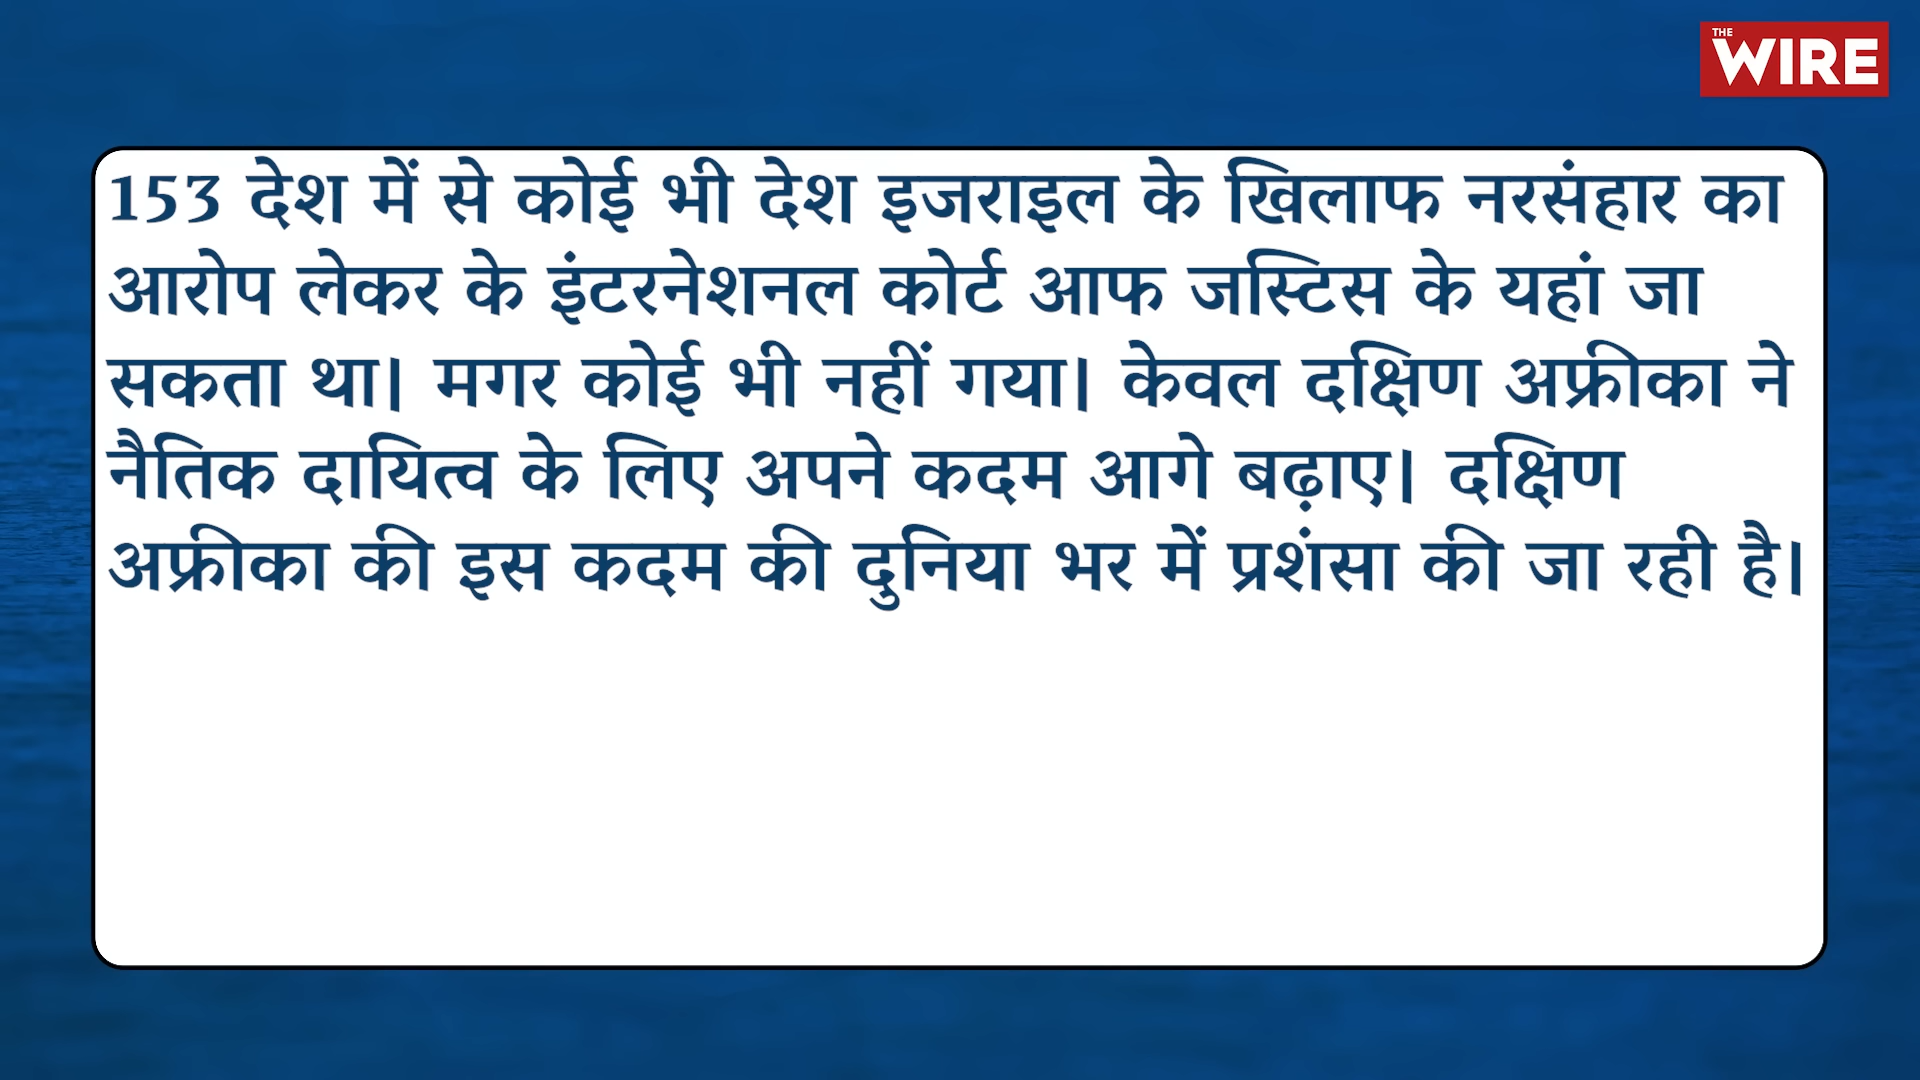 THE
WIRE
153 देश में से कोई भी देश इजराइल के खिलाफ नरसंहार का
आरोप लेकर के इंटरनेशनल कोर्ट आफ जस्टिस के यहां जा
सकता था। मगर कोई भी नहीं गया। केवल दक्षिण अफ्रीका ने
नैतिक दायित्व के लिए अपने कदम आगे बढ़ाए। दक्षिण
अफ्रीका की इस कदम की दुनिया भर में प्रशंसा की जा रही है।